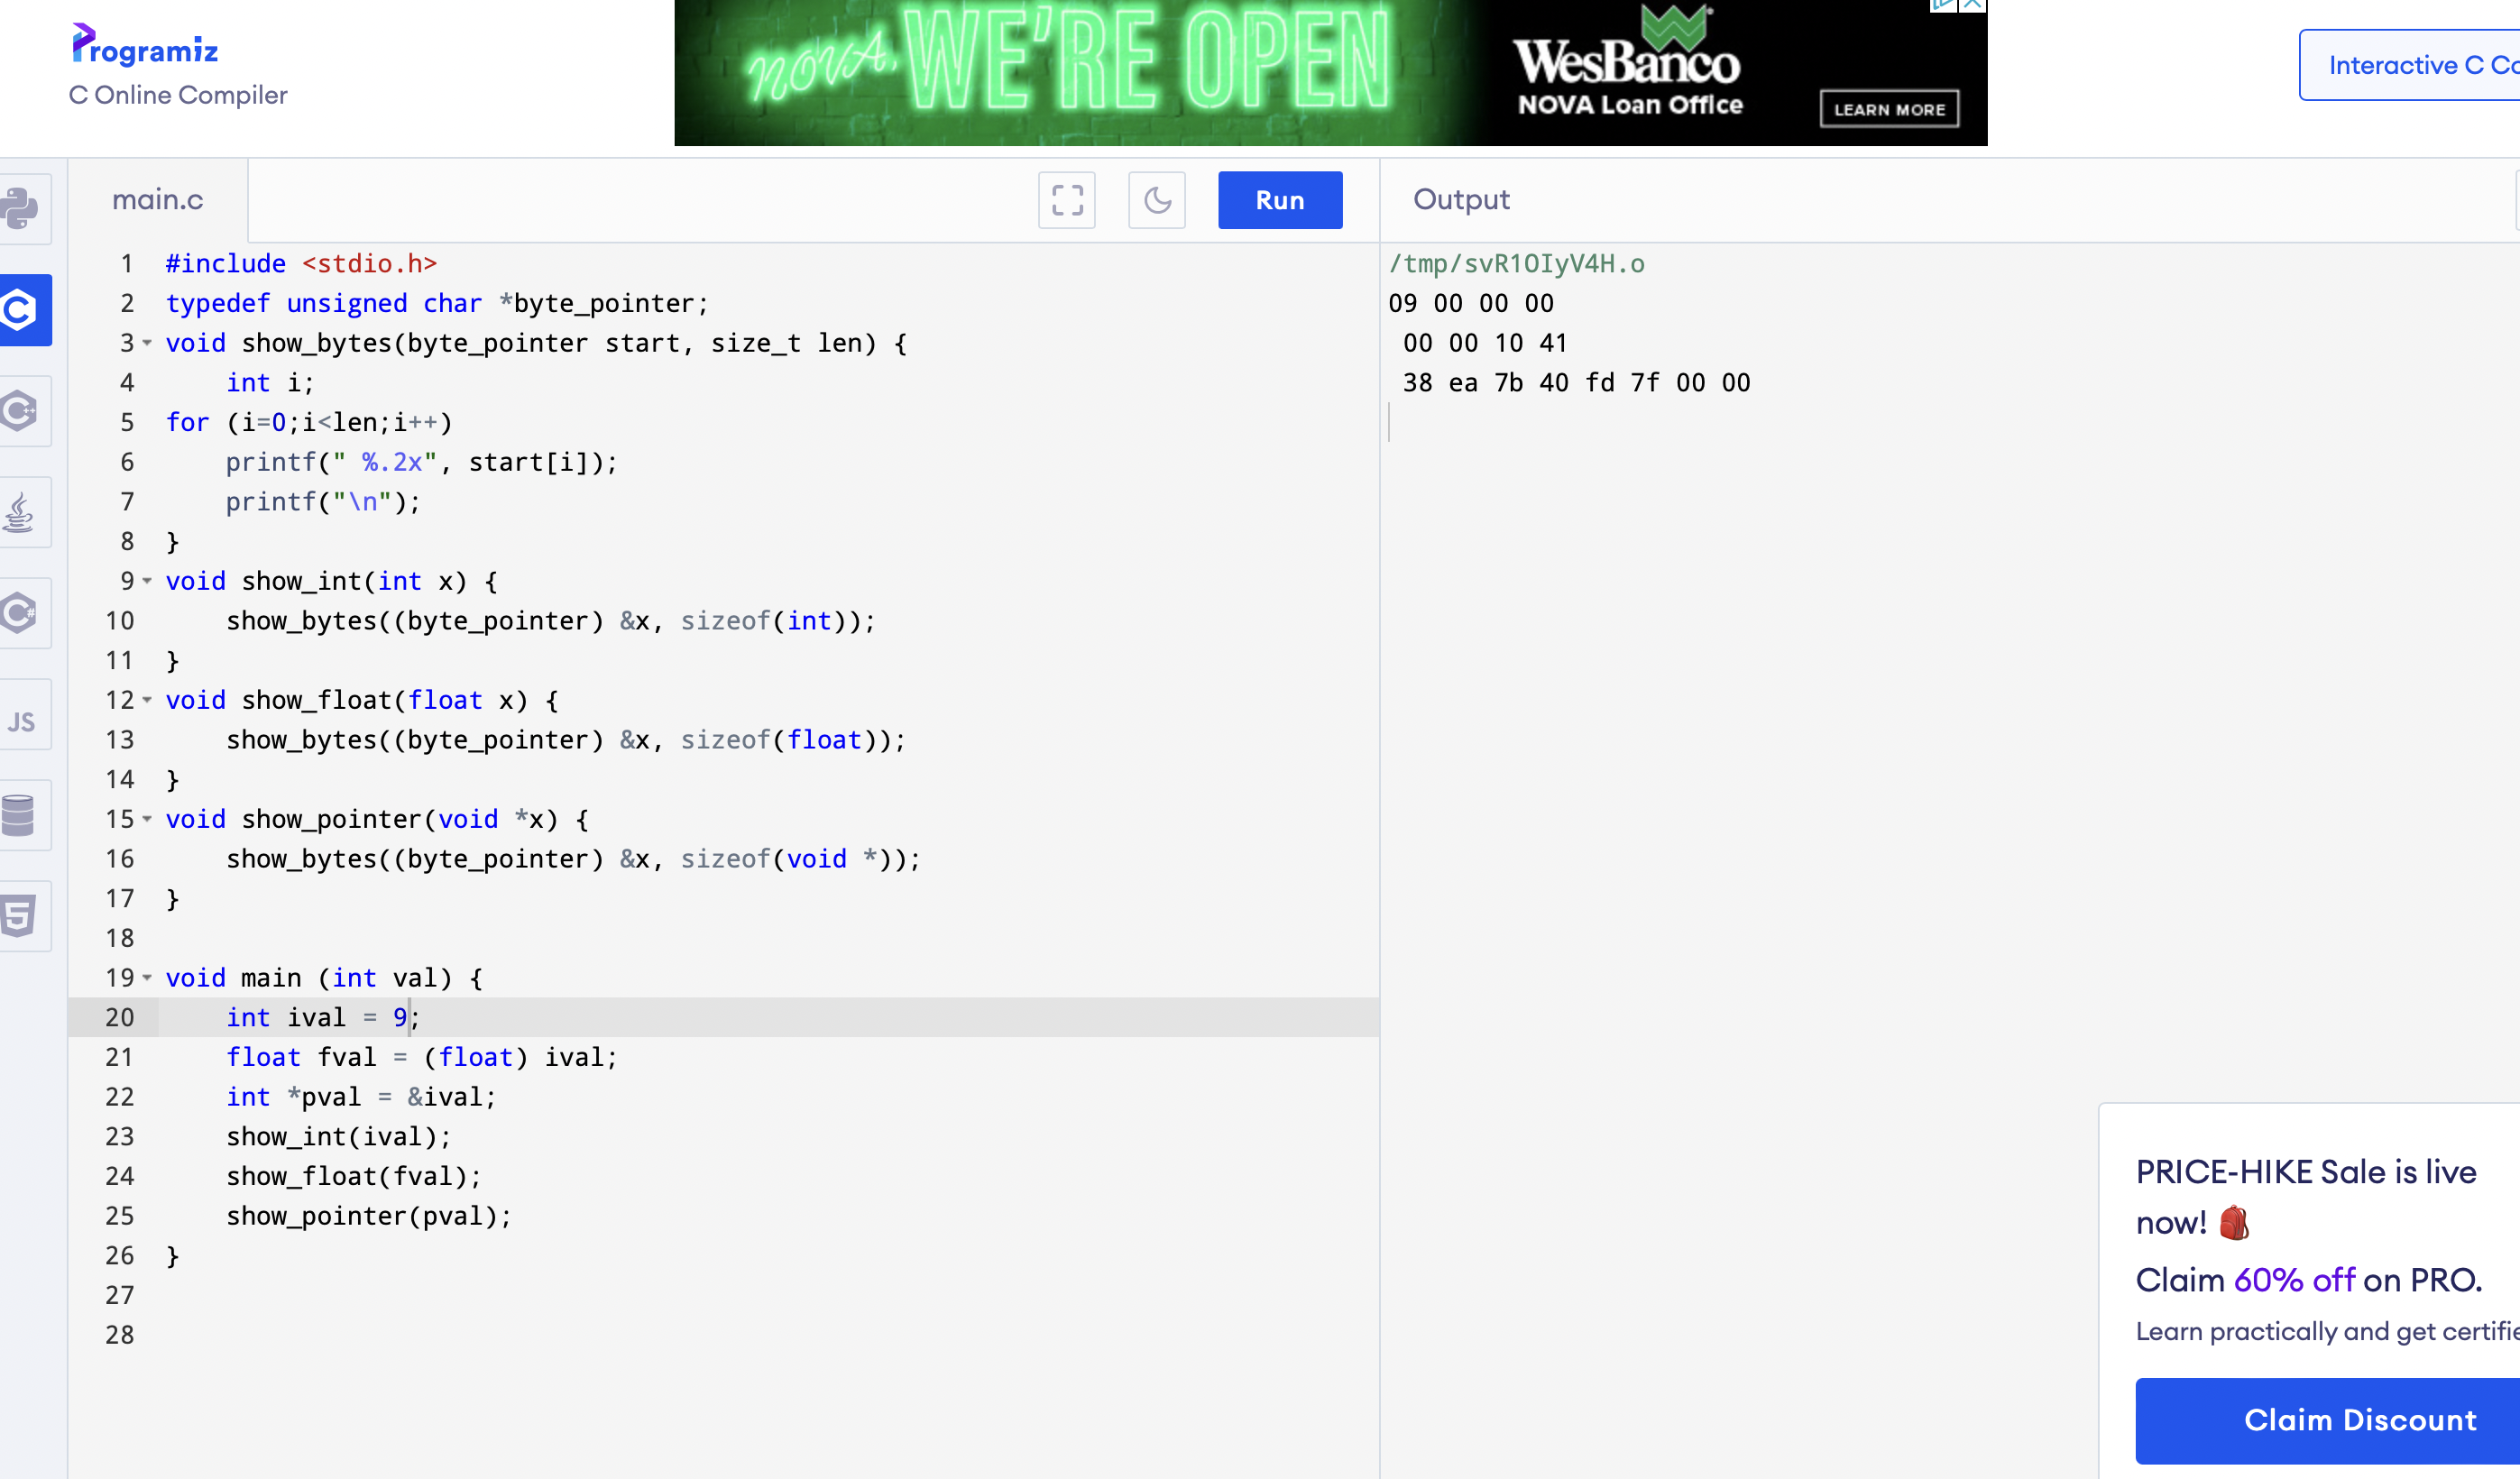 Programiz
C Online Compiler
nova, WE'RE OPEN
WesBanco®
NOVA Loan Office
LEARN MORE
Interactive C Co
main.c
Run
Output
1 #include <stdio.h>
2 typedef unsigned char *byte_pointer;
3 void show_bytes(byte_pointer start, size_t len) {
4     int i;
5 for (i=0;i<len;i++)
6     printf(" %.2x", start[i]);
7     printf("\n");
8 }
9 void show_int(int x) {
10     show_bytes((byte_pointer) &x, sizeof(int));
11 }
12 void show_float(float x) {
13     show_bytes((byte_pointer) &x, sizeof(float));
14 }
15 void show_pointer(void *x) {
16     show_bytes((byte_pointer) &x, sizeof(void *));
17 }
18
19 void main (int val) {
20     int ival = 9;
21     float fval = (float) ival;
22     int *pval = &ival;
23     show_int(ival);
24     show_float(fval);
25     show_pointer(pval);
26 }
27
28
/tmp/svR1OIyV4H.o
09 00 00 00
 00 00 10 41
 38 ea 7b 40 fd 7f 00 00
C
C++
C#
JS
5
PRICE-HIKE Sale is live
now! 🎒
Claim 60% off on PRO.
Learn practically and get certifie
Claim Discount